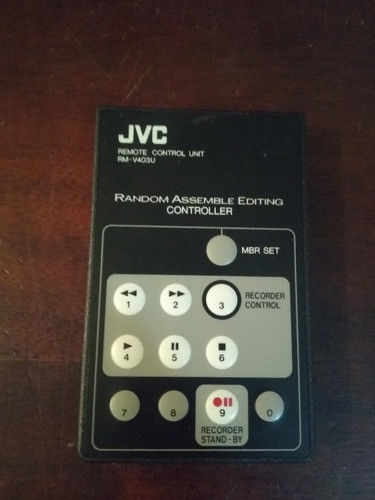 JVC
REMOTE CONTROL UNIT
RM-V403U
RANDOM ASSEMBLE EDITING
CONTROLLER
MBR SET
1 2 3 RECORDER
CONTROL
4 5 6
7 8 9 0
RECORDER
STAND-BY